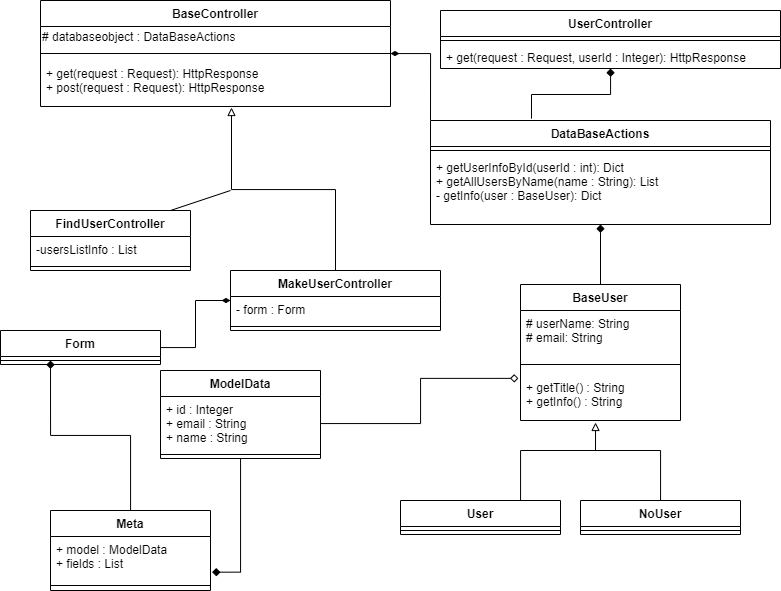 BaseController
# databaseobject : DataBaseActions
+ get(request : Request): HttpResponse
+ post(request : Request): HttpResponse
UserController
+ get(request : Request, userId : Integer): HttpResponse
DataBaseActions
+ getUserInfoById(userId : int): Dict
+ getAllUsersByName(name : String): List
- getInfo(user : BaseUser): Dict
FindUserController
-usersListInfo : List
MakeUserController
- form : Form
BaseUser
# userName: String
# email: String
+ getTitle() : String
+ getInfo() : String
Form
ModelData
+ id : Integer
+ email : String
+ name : String
User
NoUser
Meta
+ model : ModelData
+ fields : List